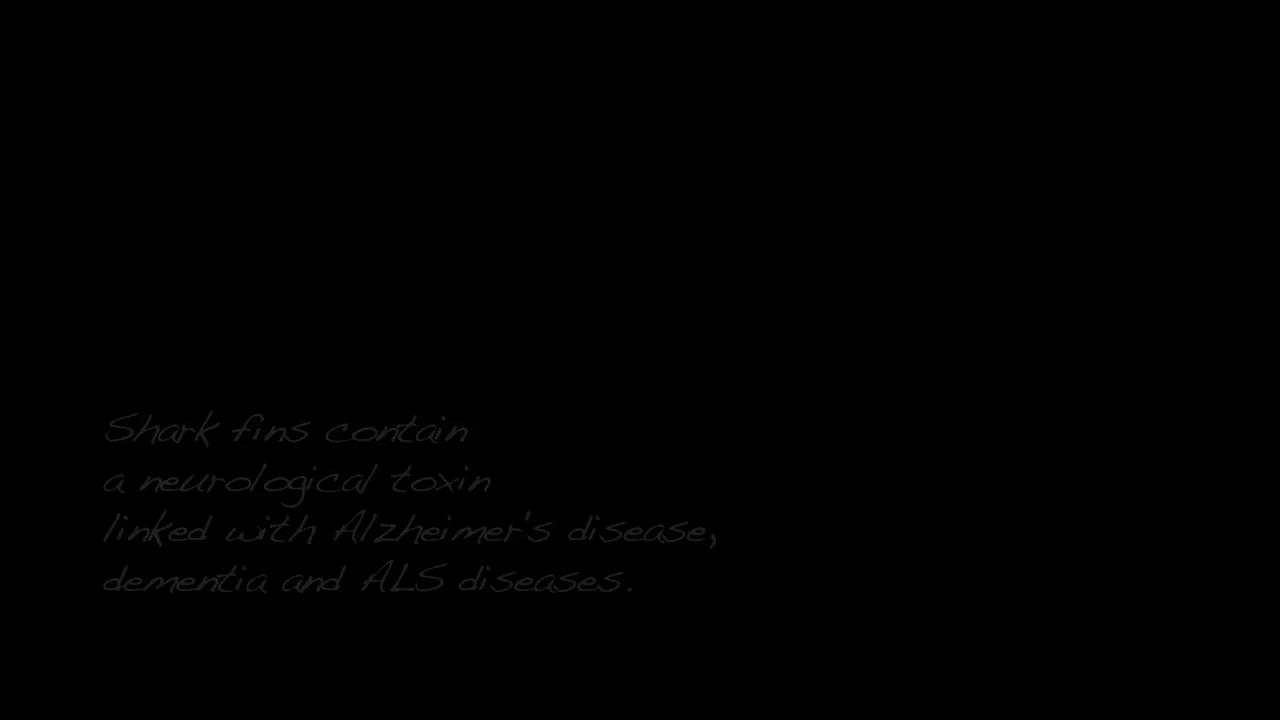 Shark fins contain
a neurological toxin
linked with Alzheimer's disease,
dementia and ALS diseases.